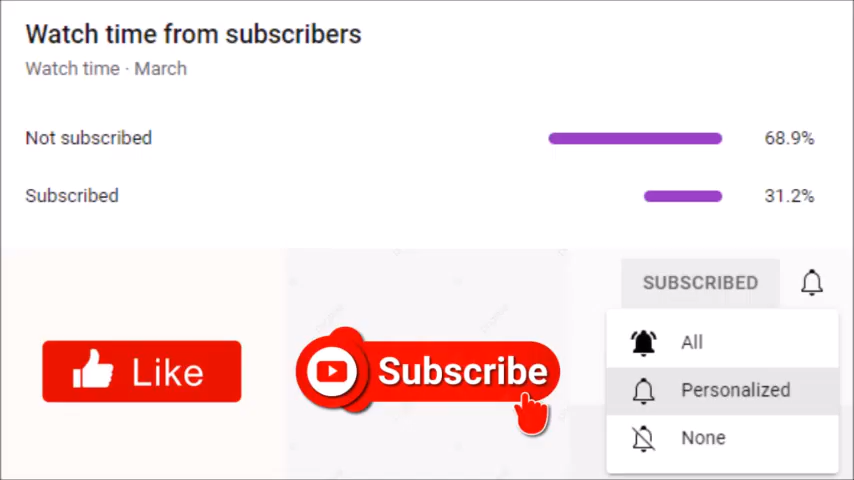 Watch time from subscribers
Watch time · March
Not subscribed 68.9%
Subscribed 31.2%
SUBSCRIBED
All
Like
Subscribe
Personalized
None